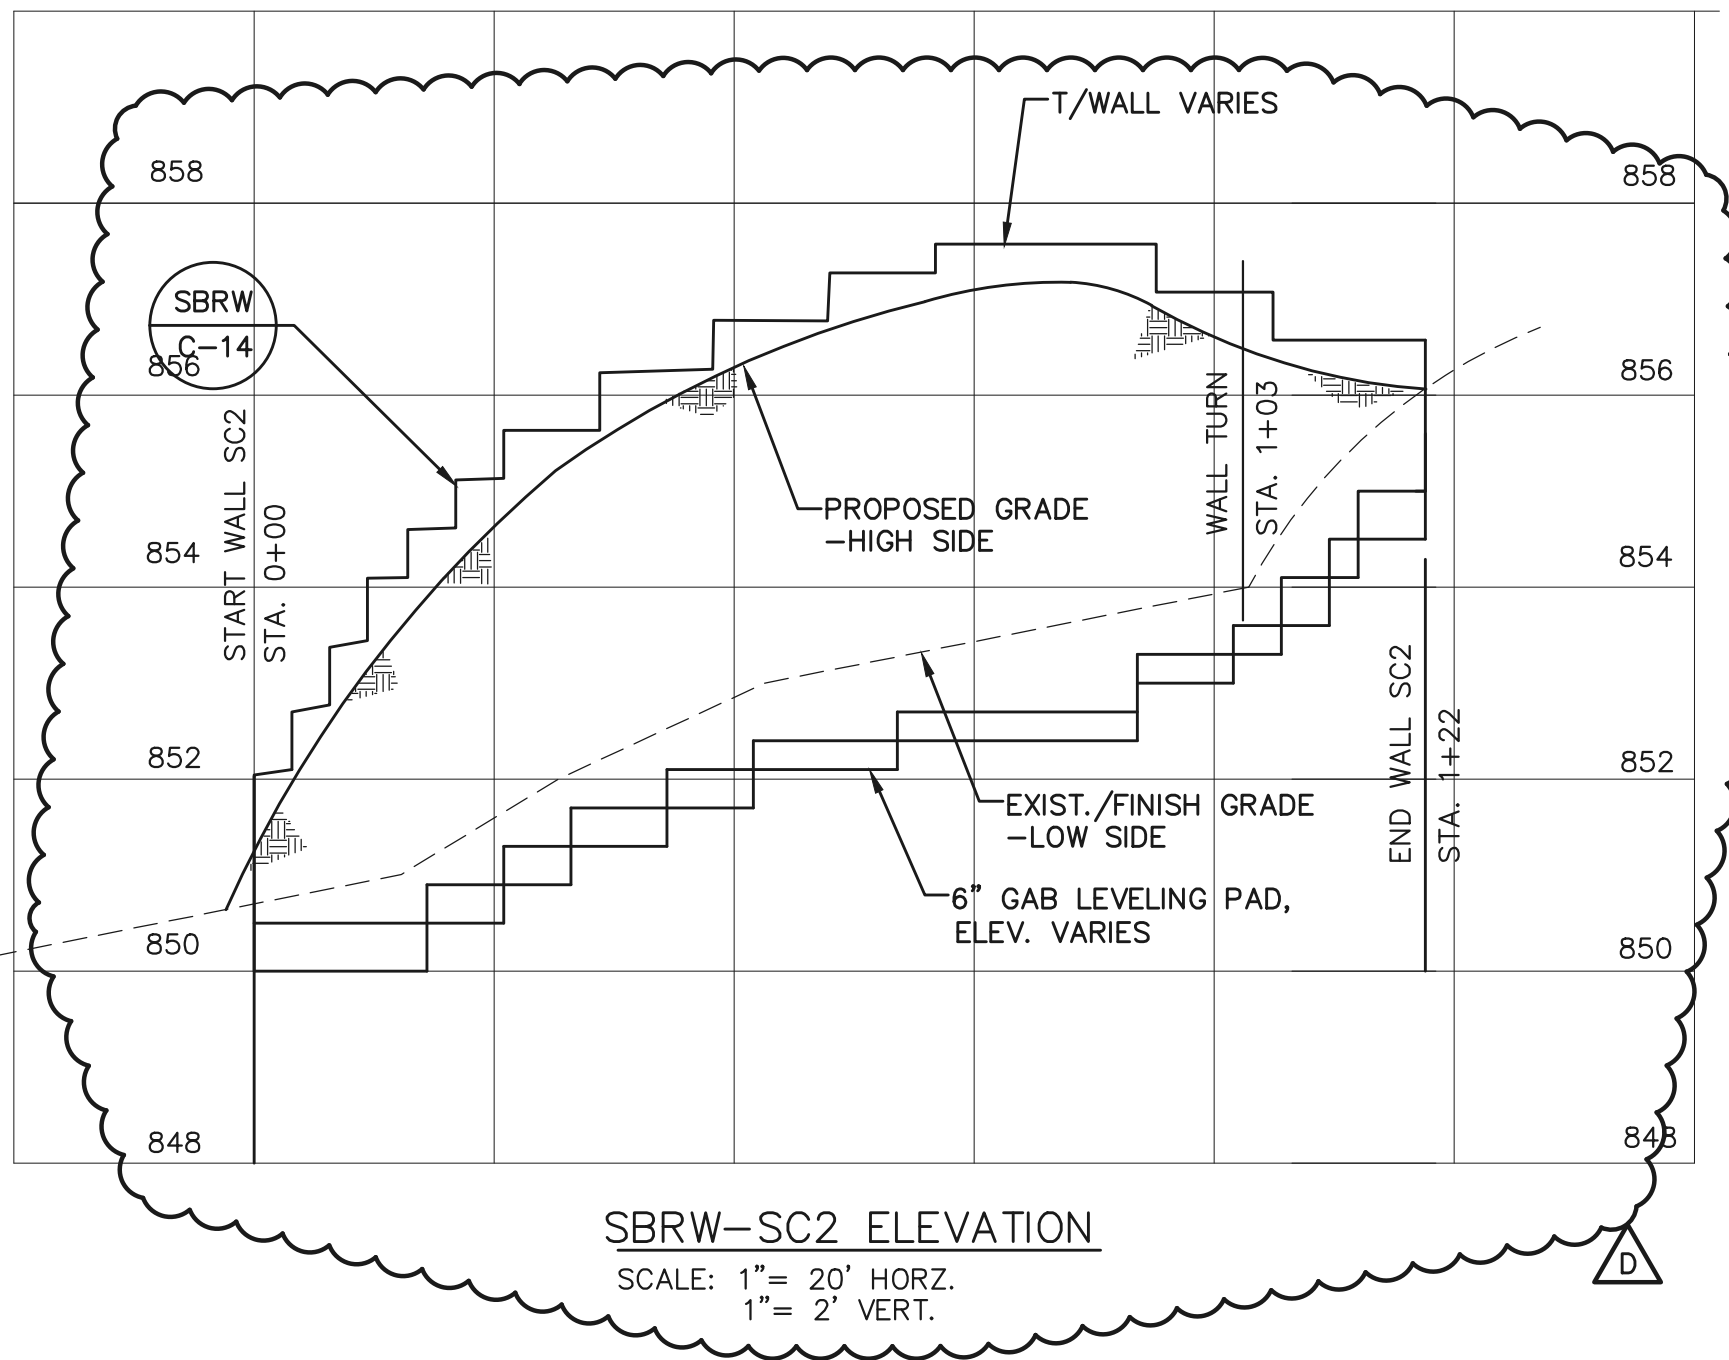 T/WALL VARIES
858
858
SBRW
C-14
856
856
START WALL SC2
STA. 0+00
WALL TURN
STA. 1+03
PROPOSED GRADE
-HIGH SIDE
854
854
852
852
END WALL SC2
STA. 1+22
EXIST./FINISH GRADE
-LOW SIDE
6" GAB LEVELING PAD,
ELEV. VARIES
850
850
848
848
SBRW-SC2 ELEVATION
SCALE: 1"= 20' HORZ.
1"= 2' VERT.
D